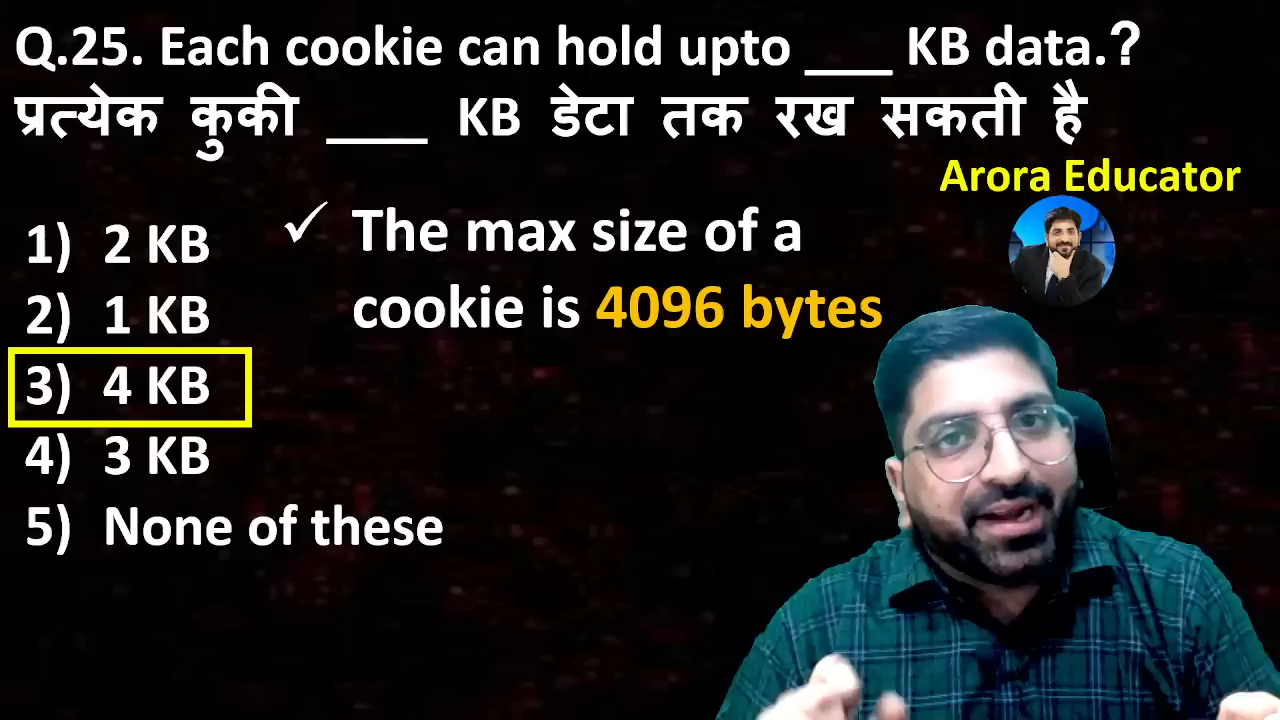 Q.25. Each cookie can hold upto ___ KB data.?
प्रत्येक कुकी ___ KB डेटा तक रख सकती है
Arora Educator
✓ The max size of a
cookie is 4096 bytes
1) 2 KB
2) 1 KB
3) 4 KB
4) 3 KB
5) None of these